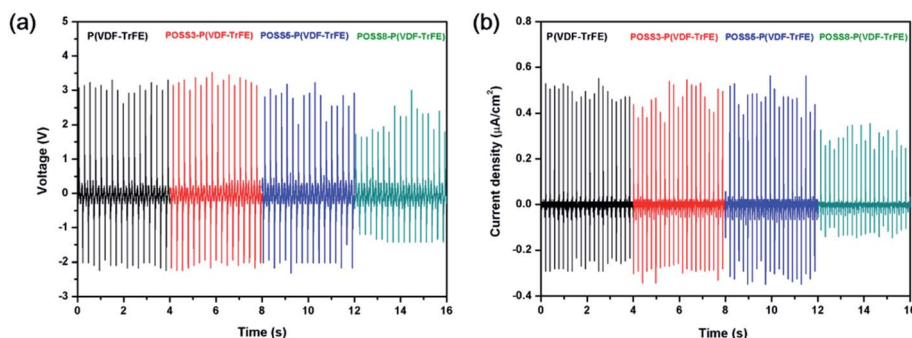 (a)
P(VDF-TrFE) POSS3-P(VDF-TrFE) POSS5-P(VDF-TrFE) POSS8-P(VDF-TrFE)
Voltage (V)
5
4
3
2
1
0
-1
-2
-3
0 2 4 6 8 10 12 14 16
Time (s)
(b)
P(VDF-TrFE) POSS3-P(VDF-TrFE) POSS5-P(VDF-TrFE) POSS8-P(VDF-TrFE)
Current density (μA/cm²)
0.8
0.6
0.4
0.2
0.0
-0.2
-0.4
0 2 4 6 8 10 12 14 16
Time (s)